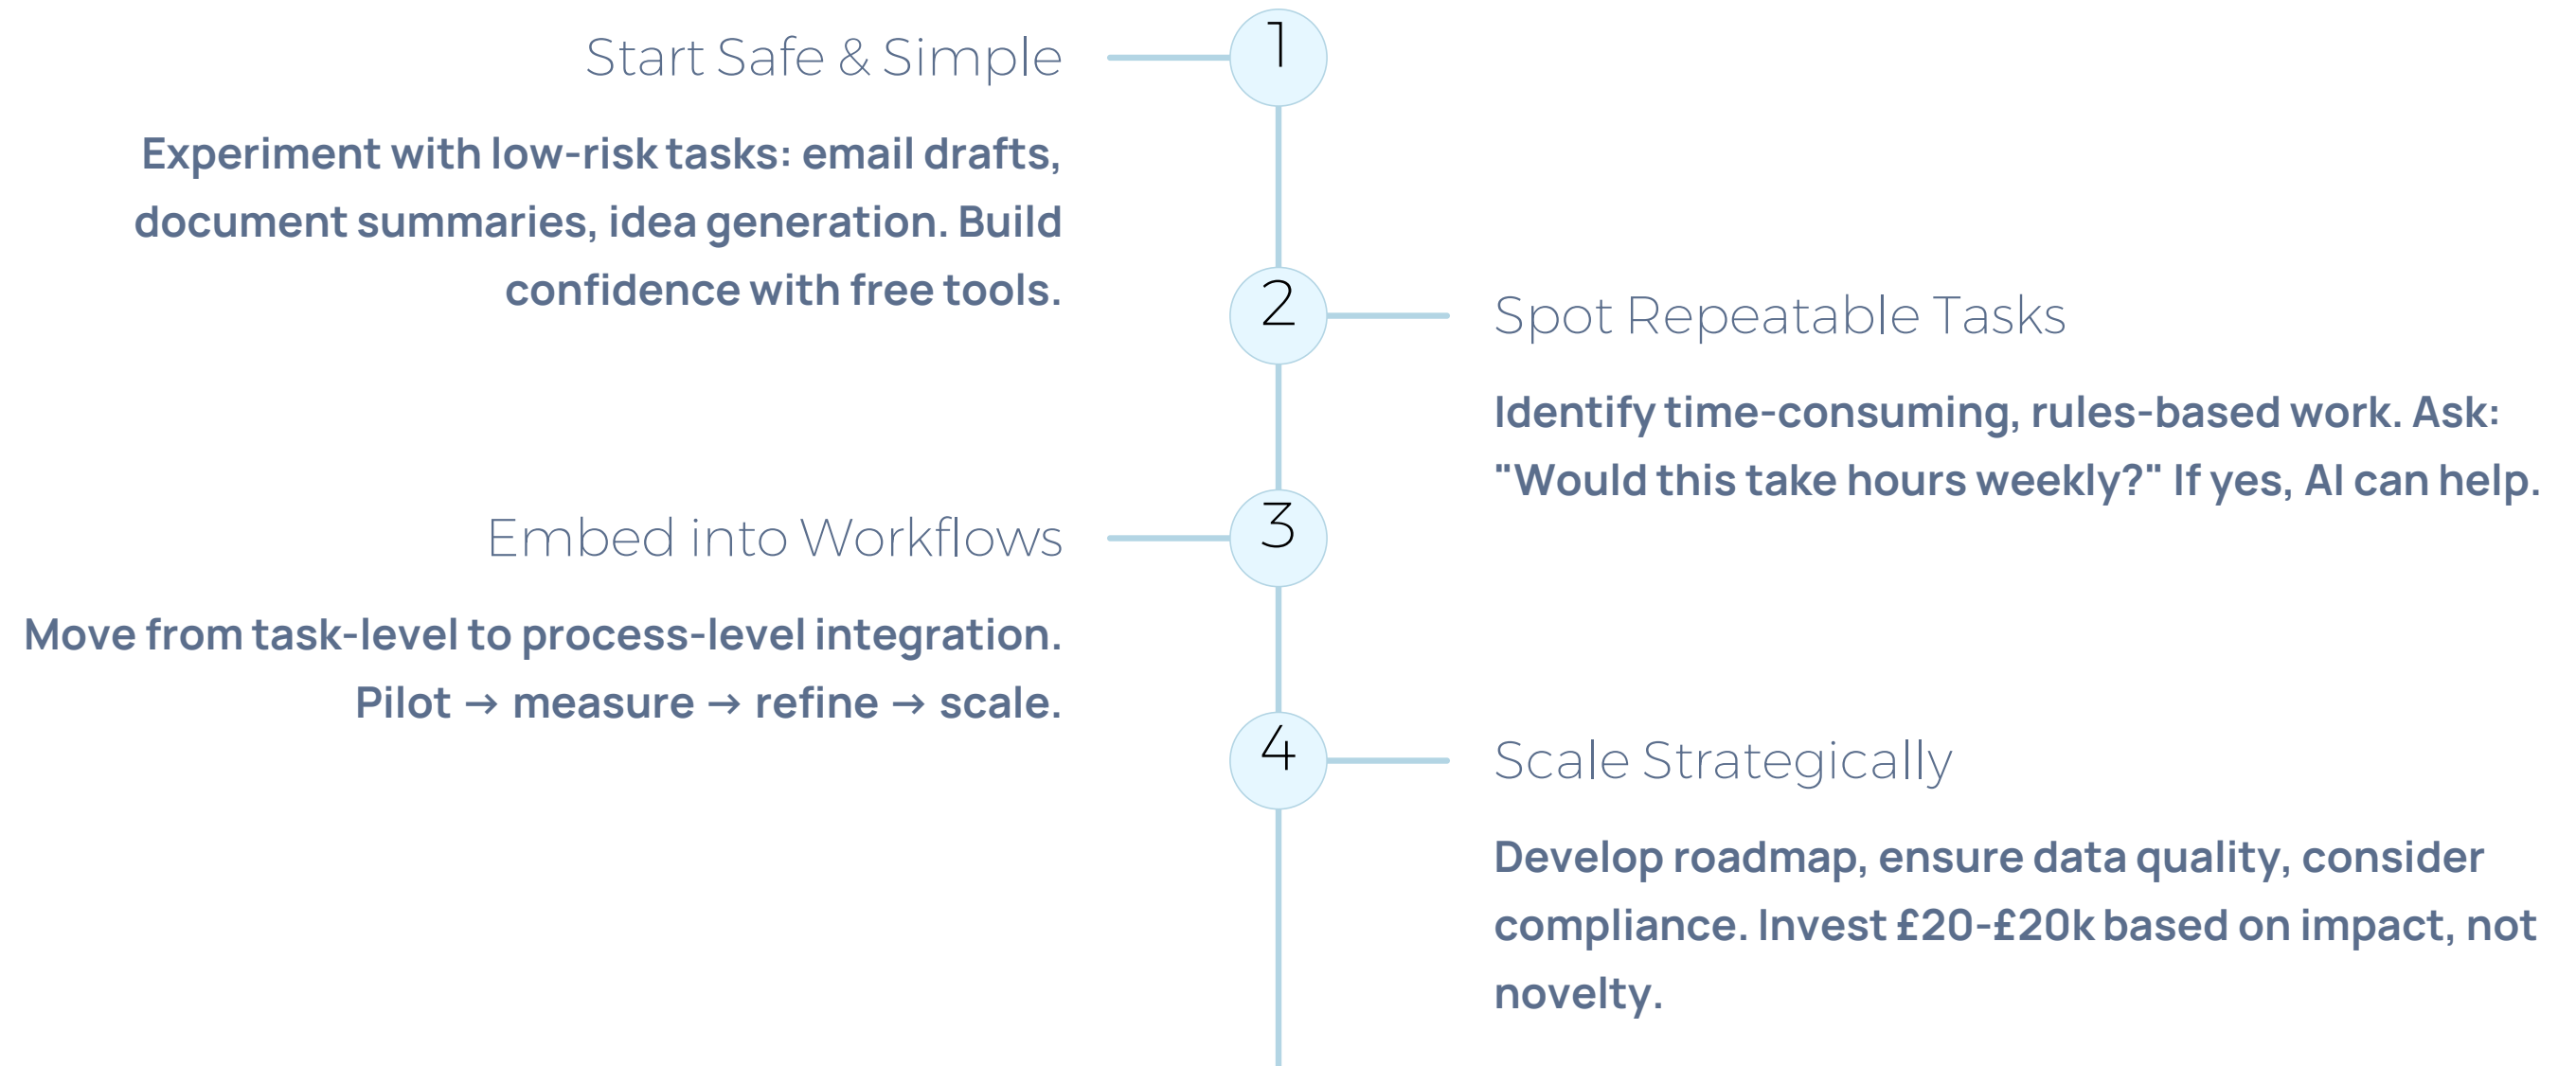 1
Start Safe & Simple
Experiment with low-risk tasks: email drafts,
document summaries, idea generation. Build
confidence with free tools.
2
Spot Repeatable Tasks
Identify time-consuming, rules-based work. Ask:
"Would this take hours weekly?" If yes, AI can help.
3
Embed into Workflows
Move from task-level to process-level integration.
Pilot → measure → refine → scale.
4
Scale Strategically
Develop roadmap, ensure data quality, consider
compliance. Invest £20-£20k based on impact, not
novelty.